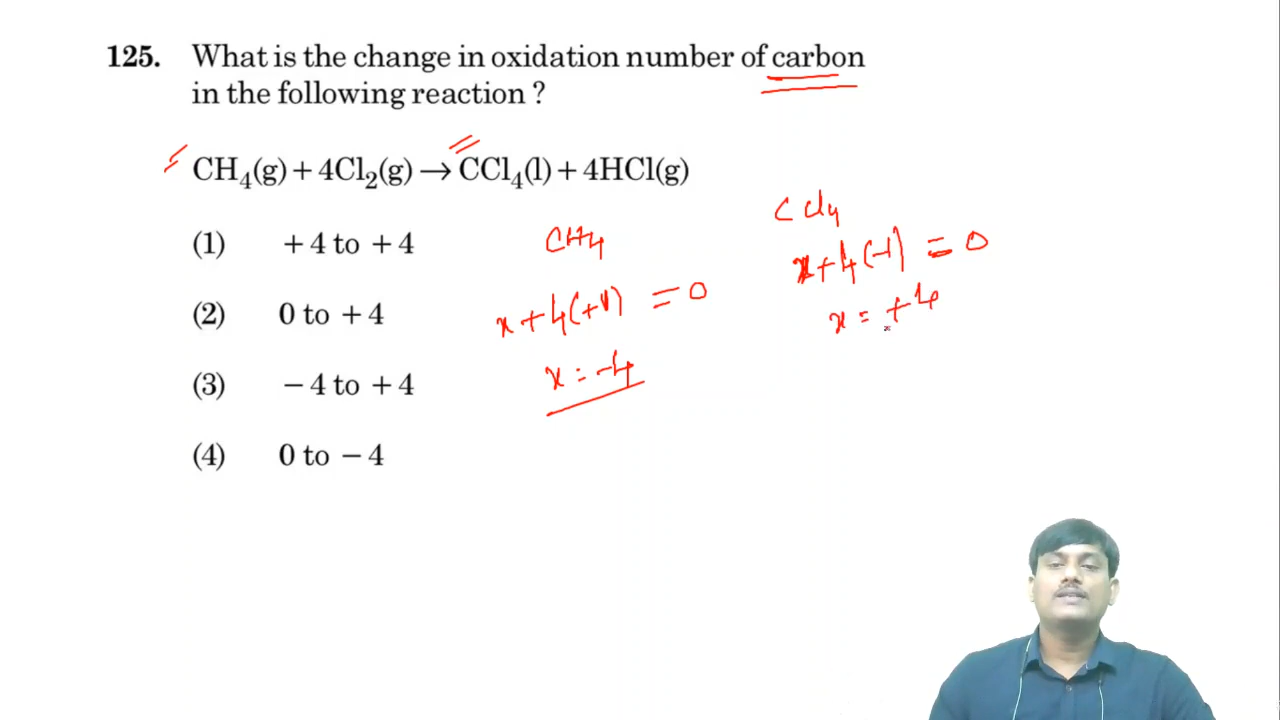 125. What is the change in oxidation number of carbon
in the following reaction ?
CH₄(g) + 4Cl₂(g) → CCl₄(l) + 4HCl(g)
(1) + 4 to + 4
(2) 0 to + 4
(3) − 4 to + 4
(4) 0 to − 4
CH4
x+4(+1) = 0
x = -4
CCl4
x+4(-1) = 0
x = +4